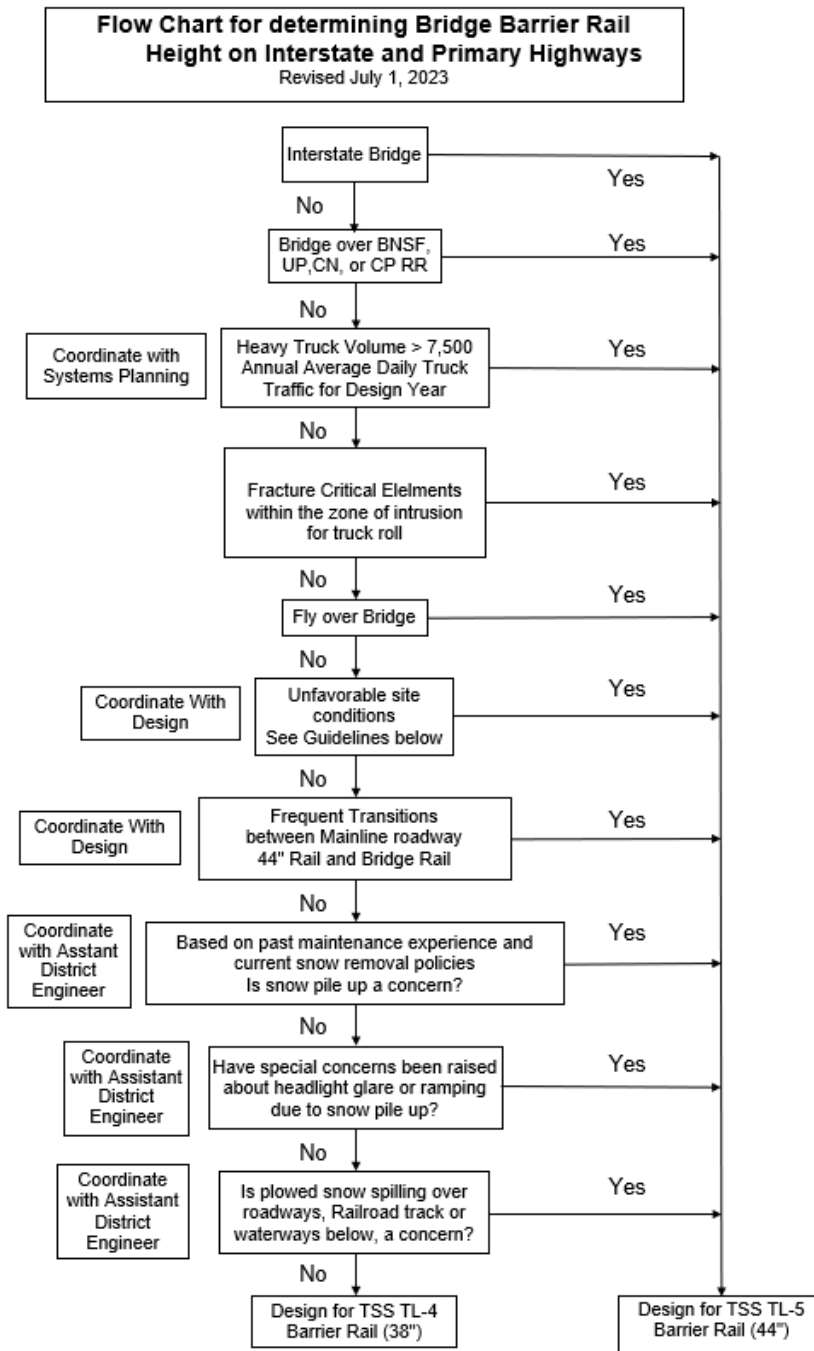 Flow Chart for determining Bridge Barrier Rail
Height on Interstate and Primary Highways
Revised July 1, 2023
Interstate Bridge
Yes
No
Bridge over BNSF,
UP,CN, or CP RR
Yes
No
Coordinate with
Systems Planning
Heavy Truck Volume > 7,500
Annual Average Daily Truck
Traffic for Design Year
Yes
No
Fracture Critical Elelments
within the zone of intrusion
for truck roll
Yes
No
Fly over Bridge
Yes
No
Coordinate With
Design
Unfavorable site
conditions
See Guidelines below
Yes
No
Coordinate With
Design
Frequent Transitions
between Mainline roadway
44" Rail and Bridge Rail
Yes
No
Coordinate
with Asstant
District
Engineer
Based on past maintenance experience and
current snow removal policies
Is snow pile up a concern?
Yes
No
Coordinate
with Assistant
District
Engineer
Have special concerns been raised
about headlight glare or ramping
due to snow pile up?
Yes
No
Coordinate
with Assistant
District
Engineer
Is plowed snow spilling over
roadways, Railroad track or
waterways below, a concern?
Yes
No
Design for TSS TL-4
Barrier Rail (38")
Design for TSS TL-5
Barrier Rail (44")